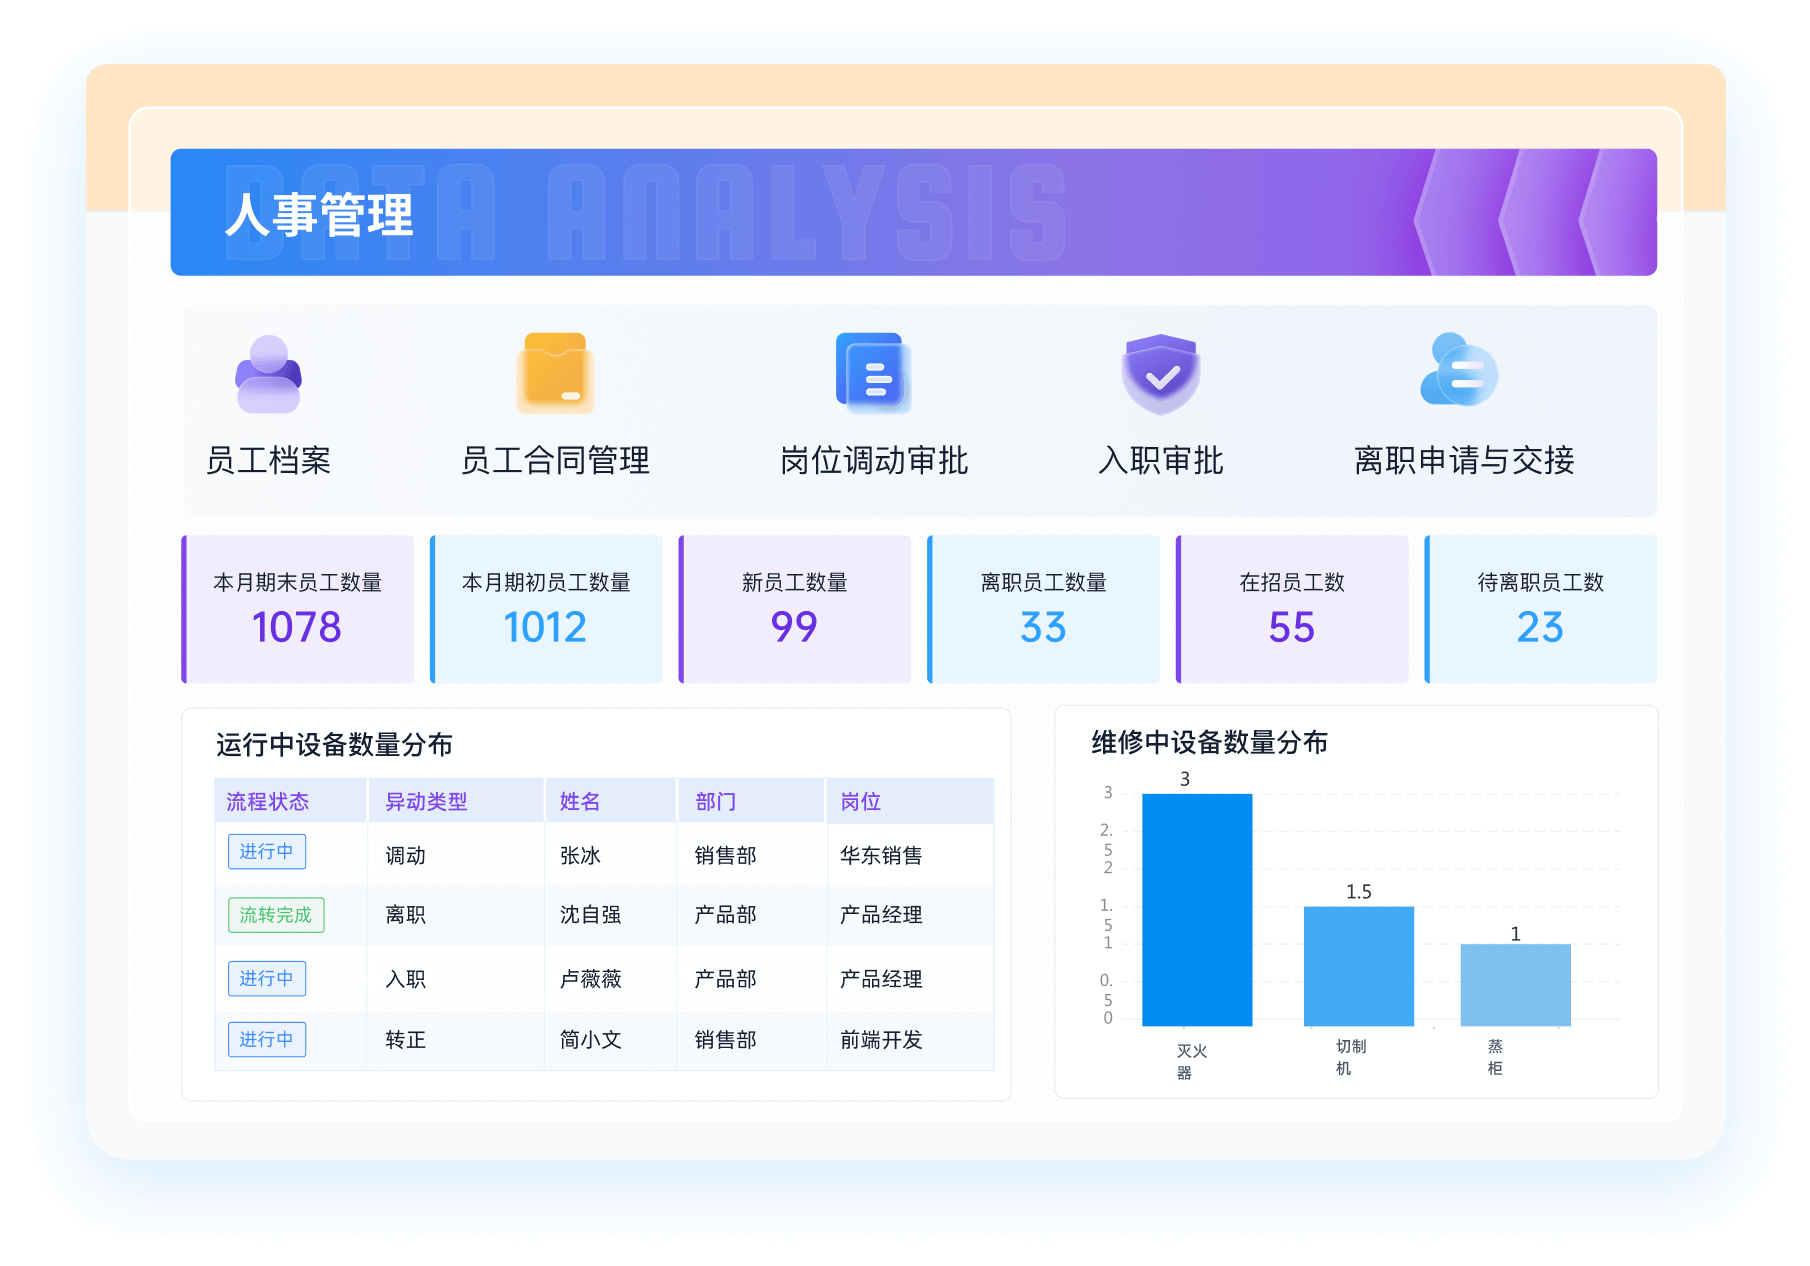 DATA ANALYSIS
人事管理
员工档案
员工合同管理
岗位调动审批
入职审批
离职申请与交接
本月期末员工数量
1078
本月期初员工数量
1012
新员工数量
99
离职员工数量
33
在招员工数
55
待离职员工数
23
运行中设备数量分布
流程状态 异动类型 姓名 部门 岗位
进行中 调动 张冰 销售部 华东销售
流转完成 离职 沈自强 产品部 产品经理
进行中 入职 卢薇薇 产品部 产品经理
进行中 转正 简小文 销售部 前端开发
维修中设备数量分布
3
3
2.
5
2
1.5
1.
5
1
1
0.
5
0
灭火
器
切制
机
蒸
柜